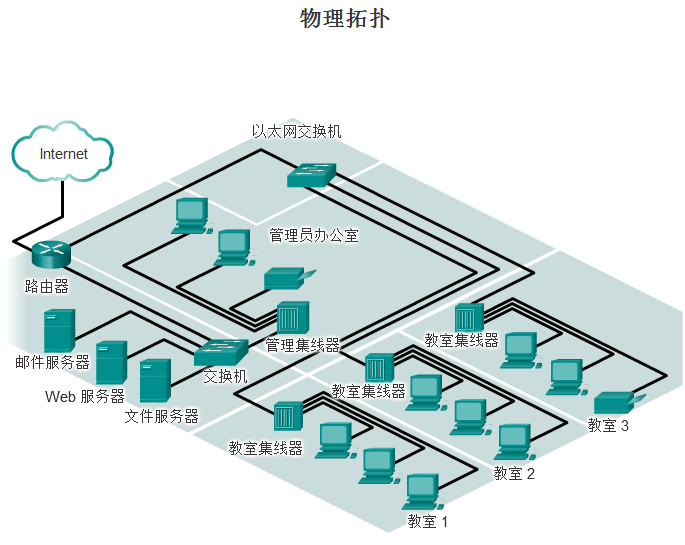 物理拓扑
以太网交换机
Internet
管理员办公室
路由器
管理集线器
教室集线器
邮件服务器
交换机
教室集线器
Web 服务器
文件服务器
教室 3
教室集线器
教室 2
教室 1